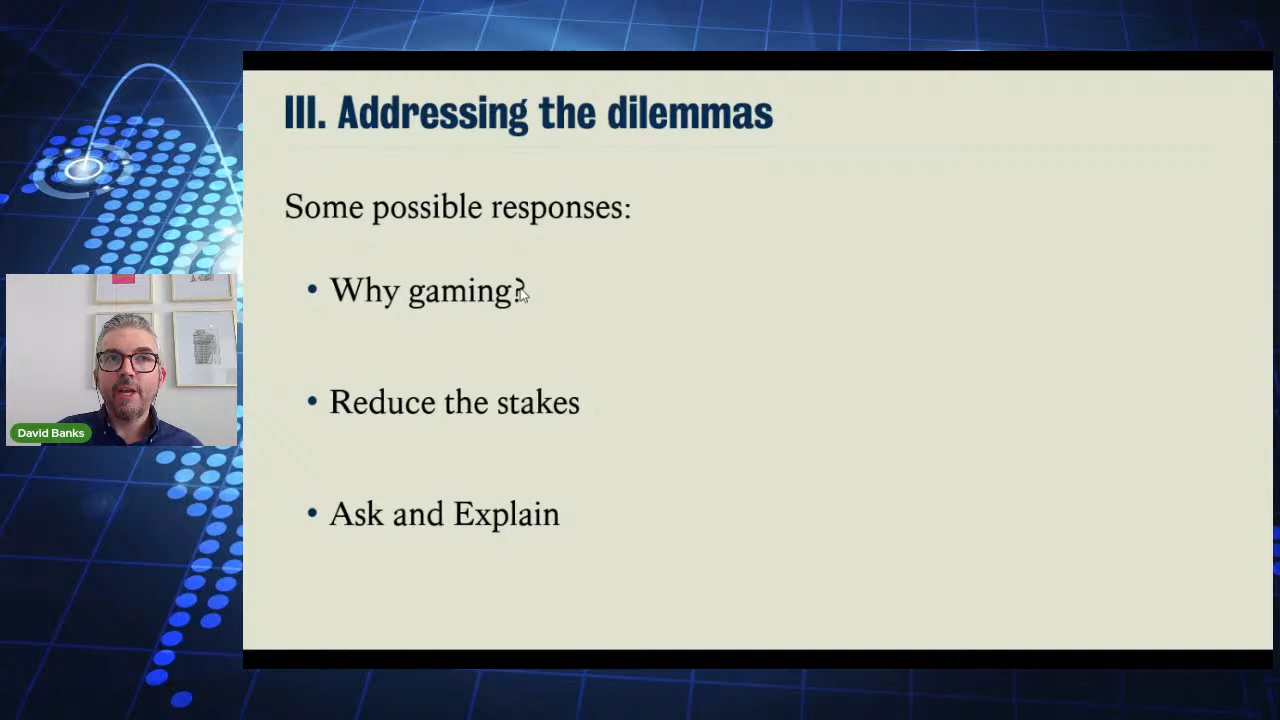 III. Addressing the dilemmas
Some possible responses:
• Why gaming?
• Reduce the stakes
• Ask and Explain
David Banks